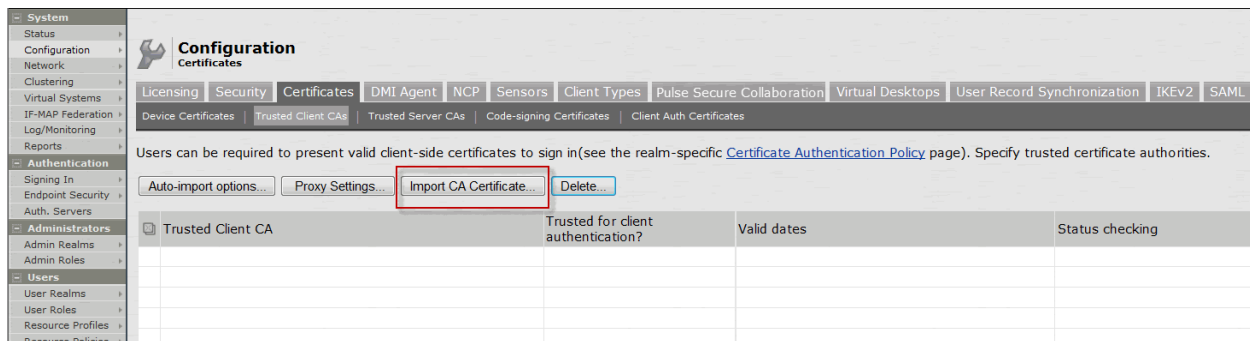 System
Status
Configuration
Network
Clustering
Virtual Systems
IF-MAP Federation
Log/Monitoring
Reports
Authentication
Signing In
Endpoint Security
Auth. Servers
Administrators
Admin Realms
Admin Roles
Users
User Realms
User Roles
Resource Profiles
Resource Policies
Configuration
Certificates
Licensing Security Certificates DMI Agent NCP Sensors Client Types Pulse Secure Collaboration Virtual Desktops User Record Synchronization IKEv2 SAML
Device Certificates | Trusted Client CAs | Trusted Server CAs | Code-signing Certificates | Client Auth Certificates
Users can be required to present valid client-side certificates to sign in(see the realm-specific Certificate Authentication Policy page). Specify trusted certificate authorities.
Auto-import options... Proxy Settings... Import CA Certificate... Delete...
Trusted Client CA Trusted for client authentication? Valid dates Status checking